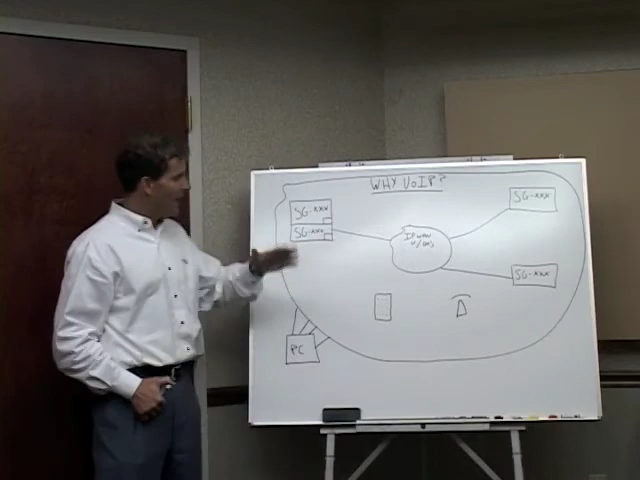 WHY VoIP?
SG-XXX
SG-XXX
SG-XXX
IP WAN
W/QOS
SG-XXX
PC